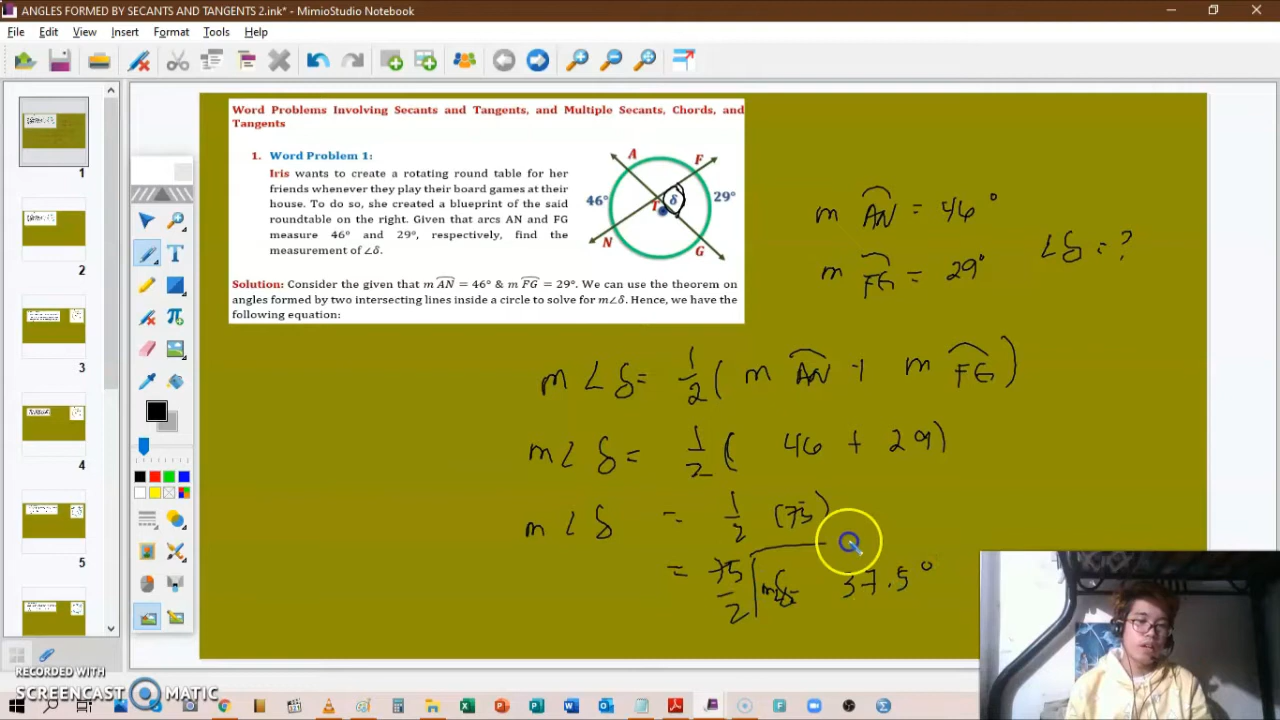 ANGLES FORMED BY SECANTS AND TANGENTS 2.ink* - MimioStudio Notebook
File Edit View Insert Format Tools Help
Word Problems Involving Secants and Tangents, and Multiple Secants, Chords, and
Tangents
1. Word Problem 1:
Iris wants to create a rotating round table for her
friends whenever they play their board games at their
house. To do so, she created a blueprint of the said
roundtable on the right. Given that arcs AN and FG
measure 46° and 29°, respectively, find the
measurement of ∠δ.
A
F
46°
δ
29°
N
G
Solution: Consider the given that m AN = 46° & m FG = 29°. We can use the theorem on
angles formed by two intersecting lines inside a circle to solve for m∠δ. Hence, we have the
following equation:
m AN = 46°
m FG = 29°
∠δ = ?
m∠δ = 1/2 ( m AN + m FG )
m∠δ = 1/2 ( 46 + 29)
m∠δ = 1/2 (75)
= 75/2
m∠δ = 37.5°
1
2
3
4
5
RECORDED WITH
SCREENCAST MATIC